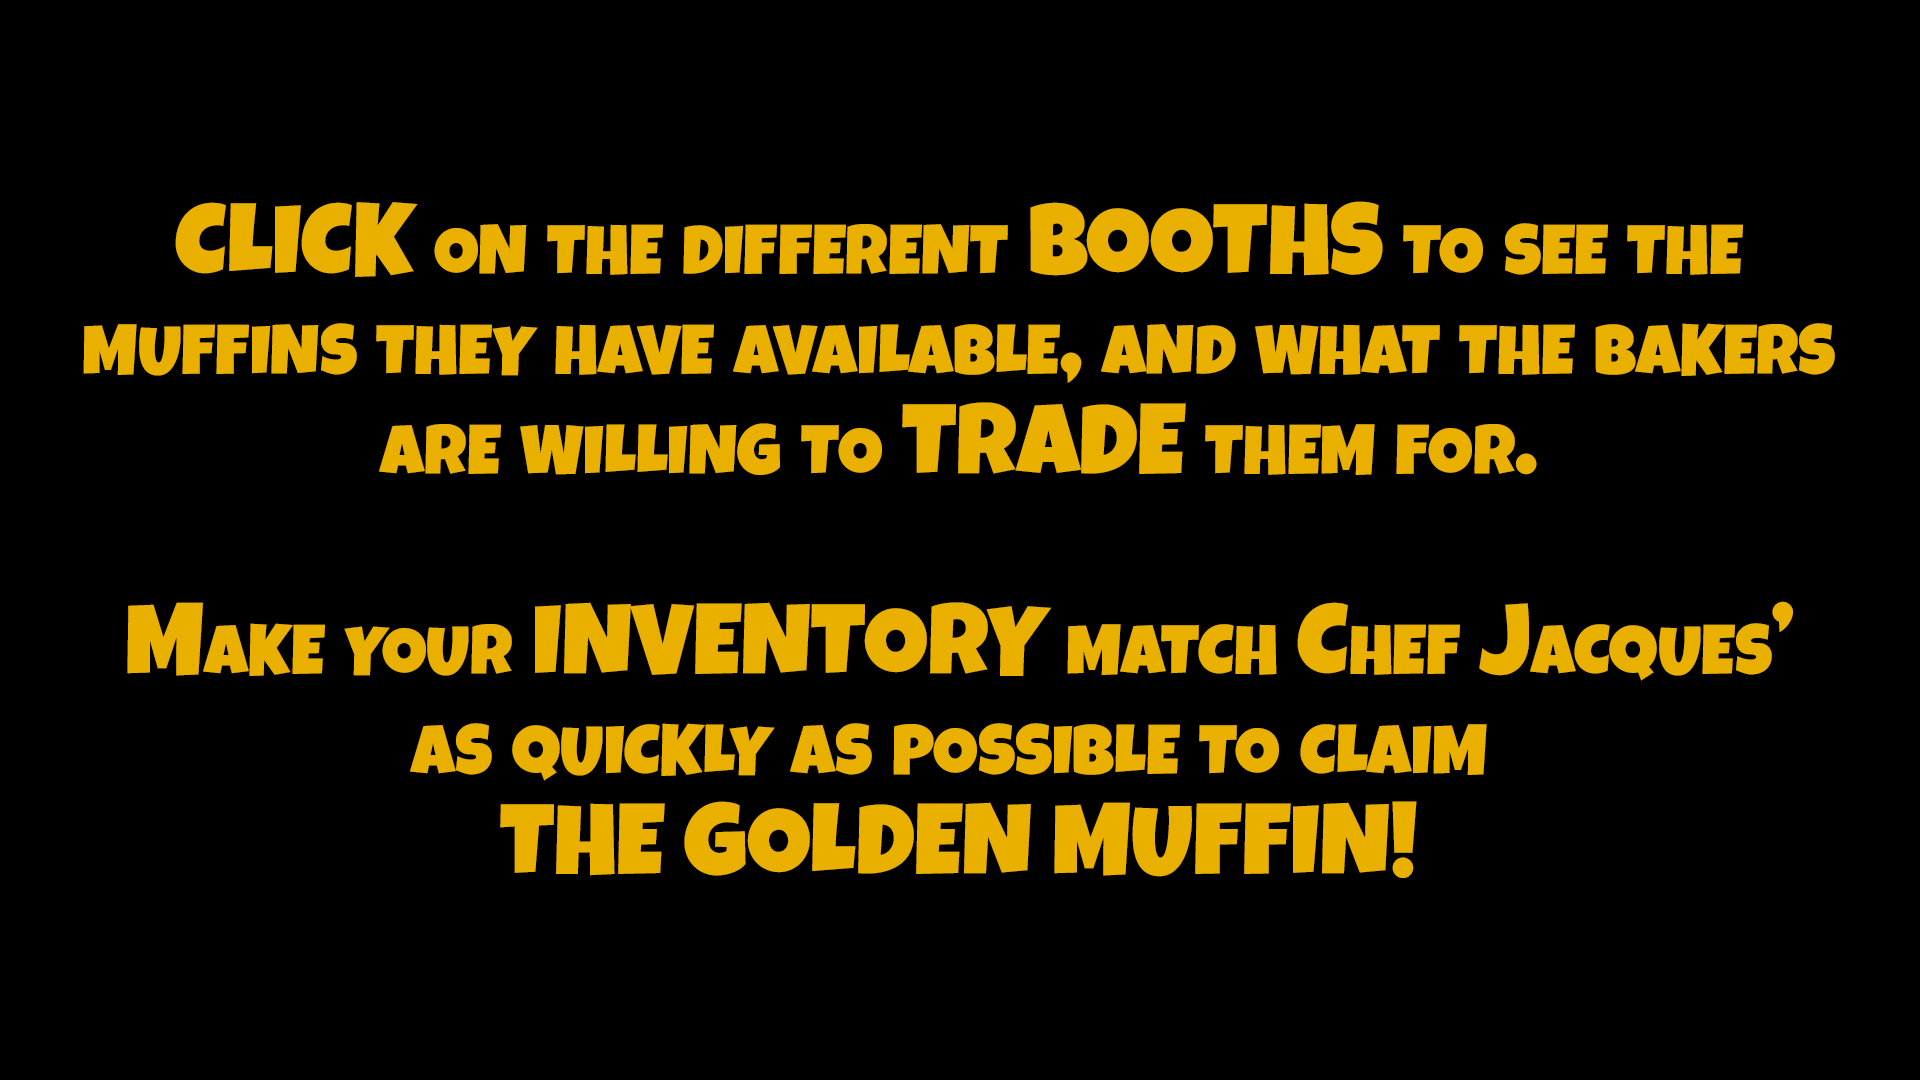 CLICK on the different BOOTHS to see the
muffins they have available, and what the bakers
are willing to TRADE them for.
Make your INVENTORY match Chef Jacques’
as quickly as possible to claim
THE GOLDEN MUFFIN!